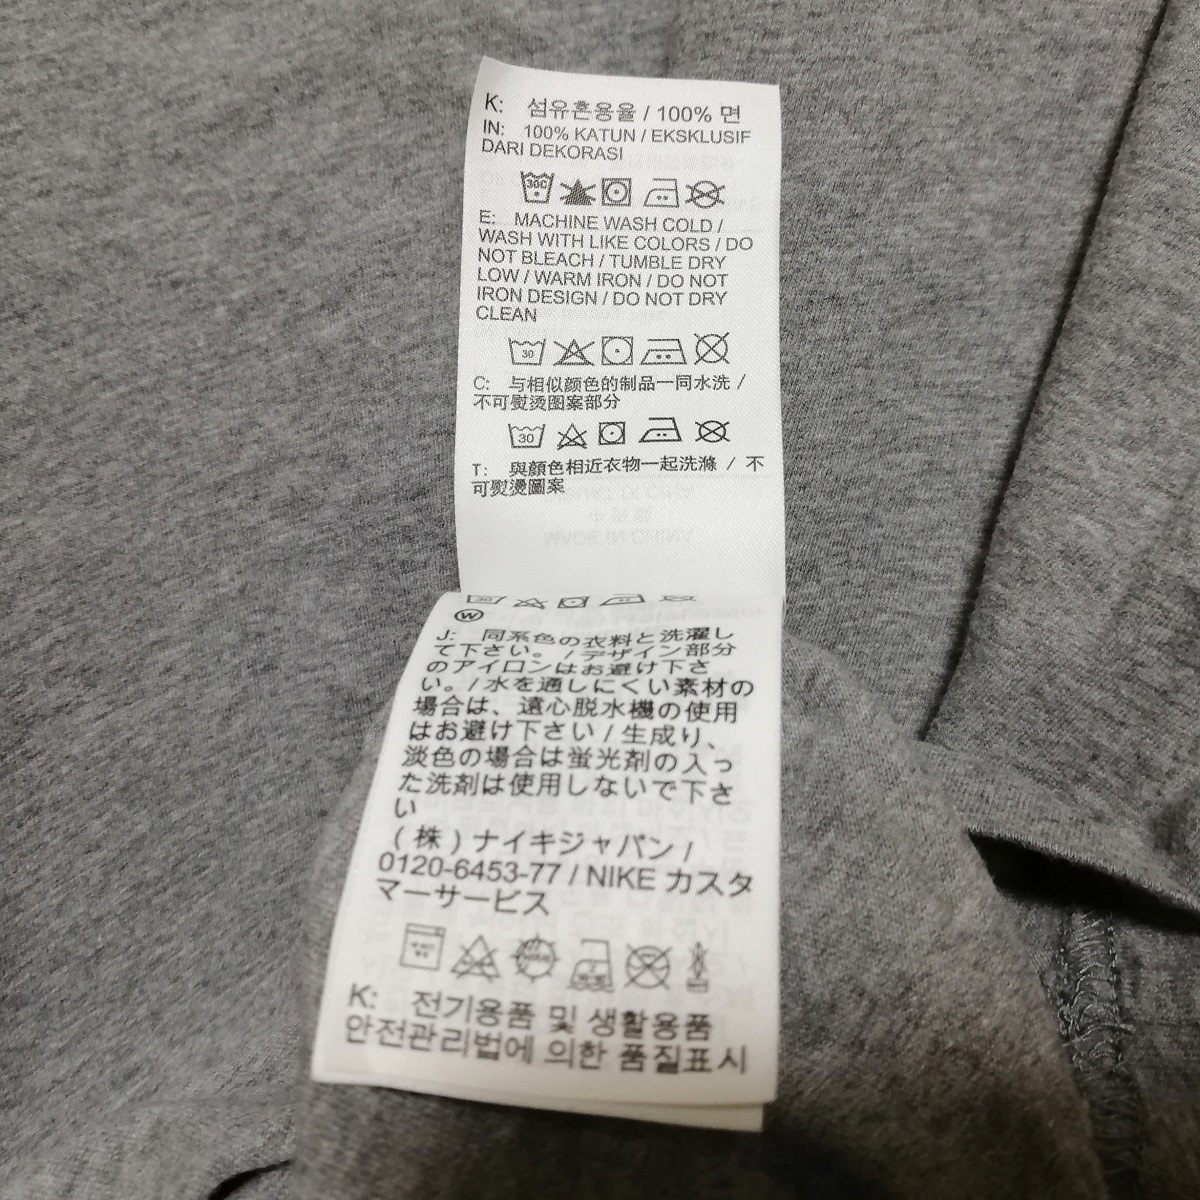 K: 섬유혼용율 / 100% 면
IN: 100% KATUN / EKSKLUSIF
DARI DEKORASI
30C
E: MACHINE WASH COLD /
WASH WITH LIKE COLORS / DO
NOT BLEACH / TUMBLE DRY
LOW / WARM IRON / DO NOT
IRON DESIGN / DO NOT DRY
CLEAN
30
C: 与相似颜色的制品一同水洗 /
不可熨烫图案部分
30
T: 與顏色相近衣物一起洗滌 / 不
可熨燙圖案
W
J: 同系色の衣料と洗濯し
て下さい。/デザイン部分
のアイロンはお避け下さ
い。/ 水を通しにくい素材の
場合は、遠心脱水機の使用
はお避け下さい / 生成り、
淡色の場合は蛍光剤の入っ
た洗剤は使用しないで下さ
い
(株) ナイキジャパン /
0120-6453-77 / NIKE カスタ
マーサービス
K: 전기용품 및 생활용품
안전관리법에 의한 품질표시